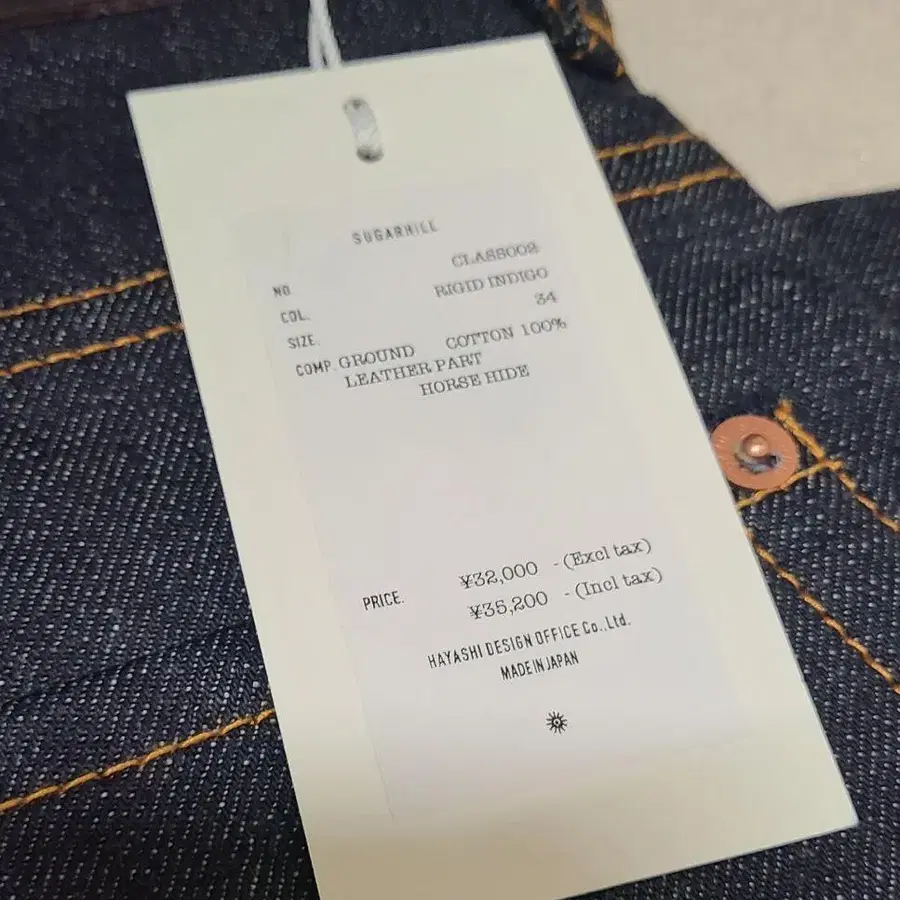 SUGARHILL
NO. CLASS002
COL. RIGID INDIGO
SIZE. 34
COMP. GROUND COTTON 100%
LEATHER PART
HORSE HIDE
PRICE. ¥32,000 -(Excl tax)
¥35,200 -(Incl tax)
HAYASHI DESIGN OFFICE Co.,Ltd.
MADE IN JAPAN